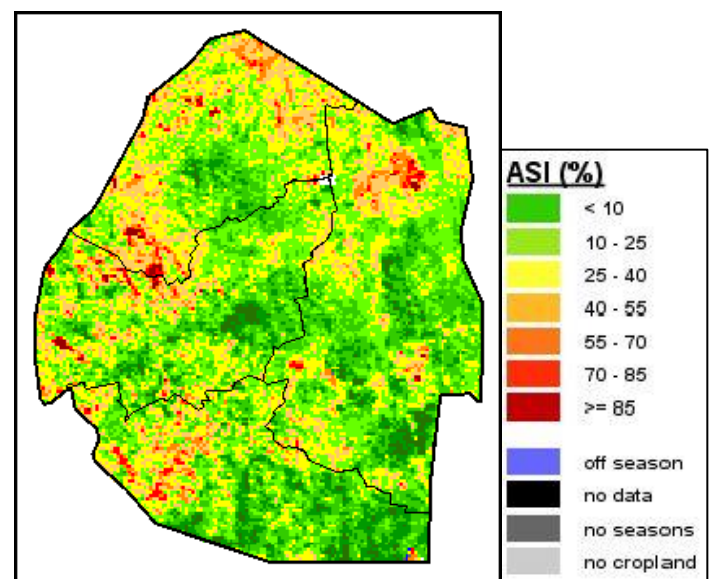 ASI (%)
< 10
10 - 25
25 - 40
40 - 55
55 - 70
70 - 85
>= 85
off season
no data
no seasons
no cropland